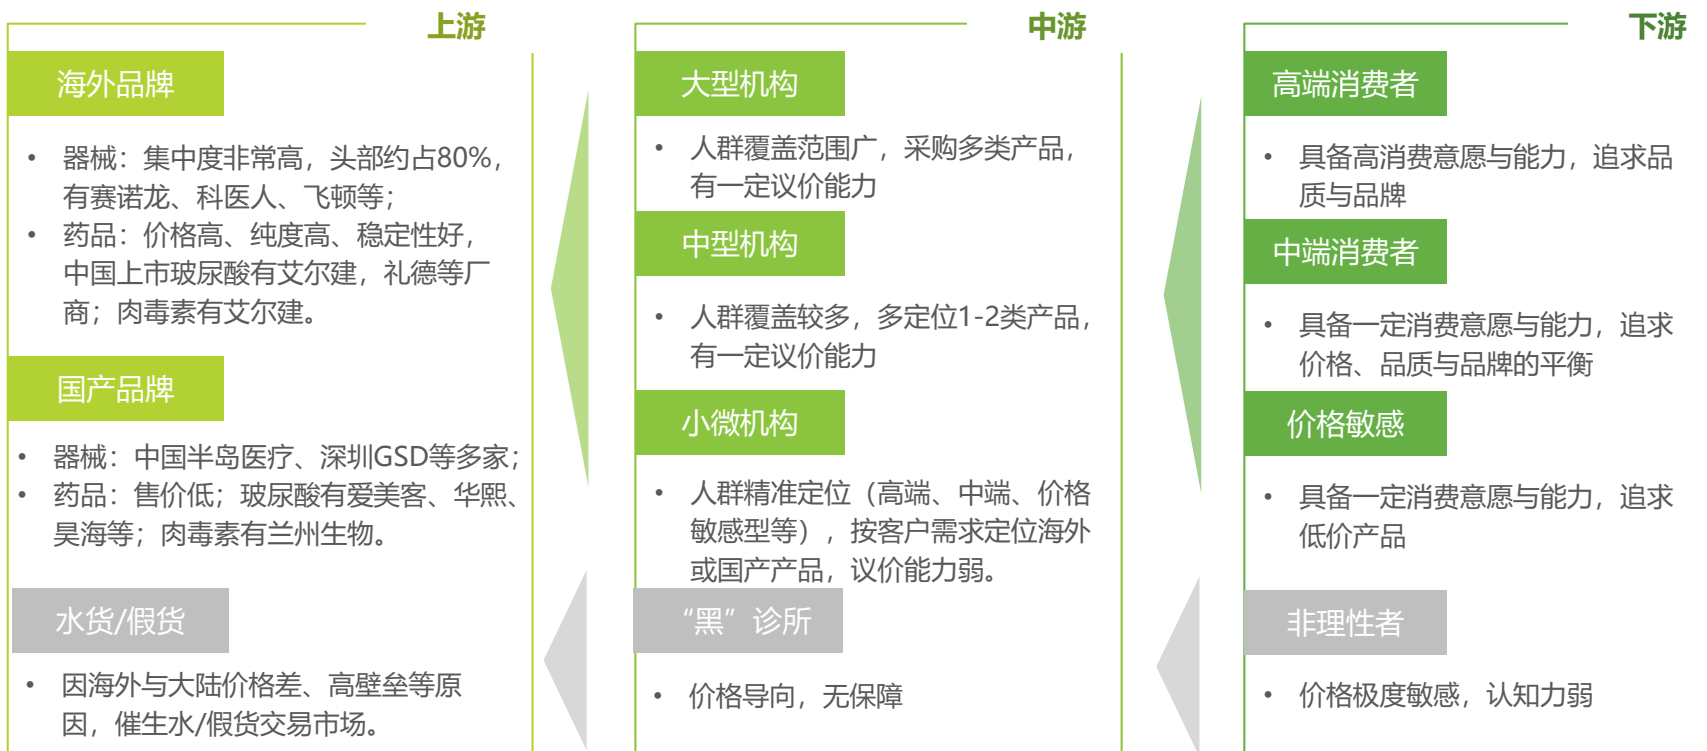 上游
海外品牌
• 器械：集中度非常高，头部约占80%，
有赛诺龙、科医人、飞顿等；
• 药品：价格高、纯度高、稳定性好，
中国上市玻尿酸有艾尔建，礼德等厂
商；肉毒素有艾尔建。
国产品牌
• 器械：中国半岛医疗、深圳GSD等多家；
• 药品：售价低；玻尿酸有爱美客、华熙、
昊海等；肉毒素有兰州生物。
水货/假货
• 因海外与大陆价格差、高壁垒等原
因，催生水/假货交易市场。
中游
大型机构
• 人群覆盖范围广，采购多类产品，
有一定议价能力
中型机构
• 人群覆盖较多，多定位1-2类产品，
有一定议价能力
小微机构
• 人群精准定位（高端、中端、价格
敏感型等），按客户需求定位海外
或国产产品，议价能力弱。
“黑”诊所
• 价格导向，无保障
下游
高端消费者
• 具备高消费意愿与能力，追求品
质与品牌
中端消费者
• 具备一定消费意愿与能力，追求
价格、品质与品牌的平衡
价格敏感
• 具备一定消费意愿与能力，追求
低价产品
非理性者
• 价格极度敏感，认知力弱